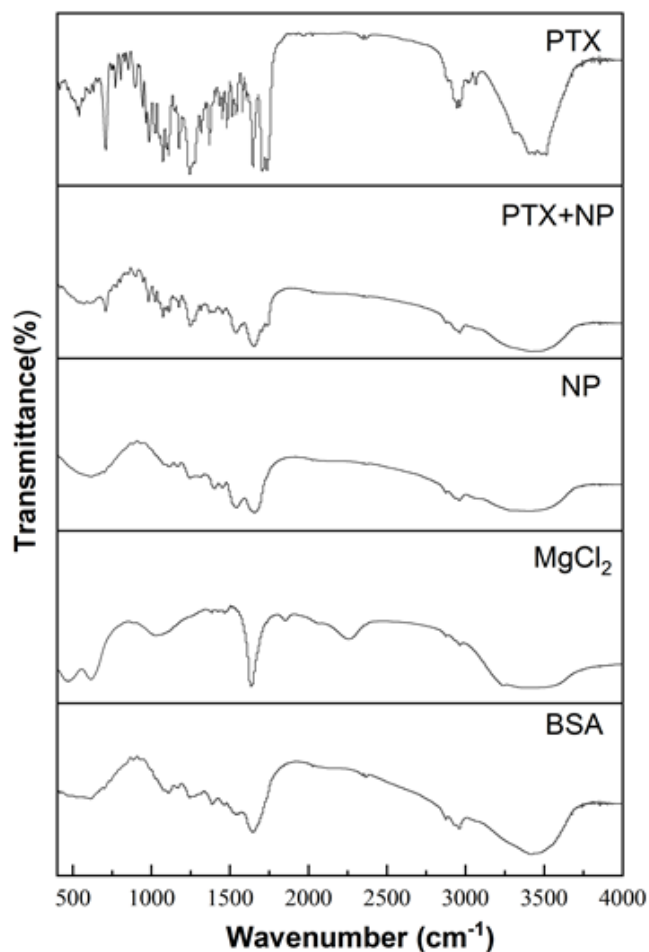 PTX
PTX+NP
NP
MgCl₂
BSA
Transmittance(%)
500 1000 1500 2000 2500 3000 3500 4000
Wavenumber (cm⁻¹)